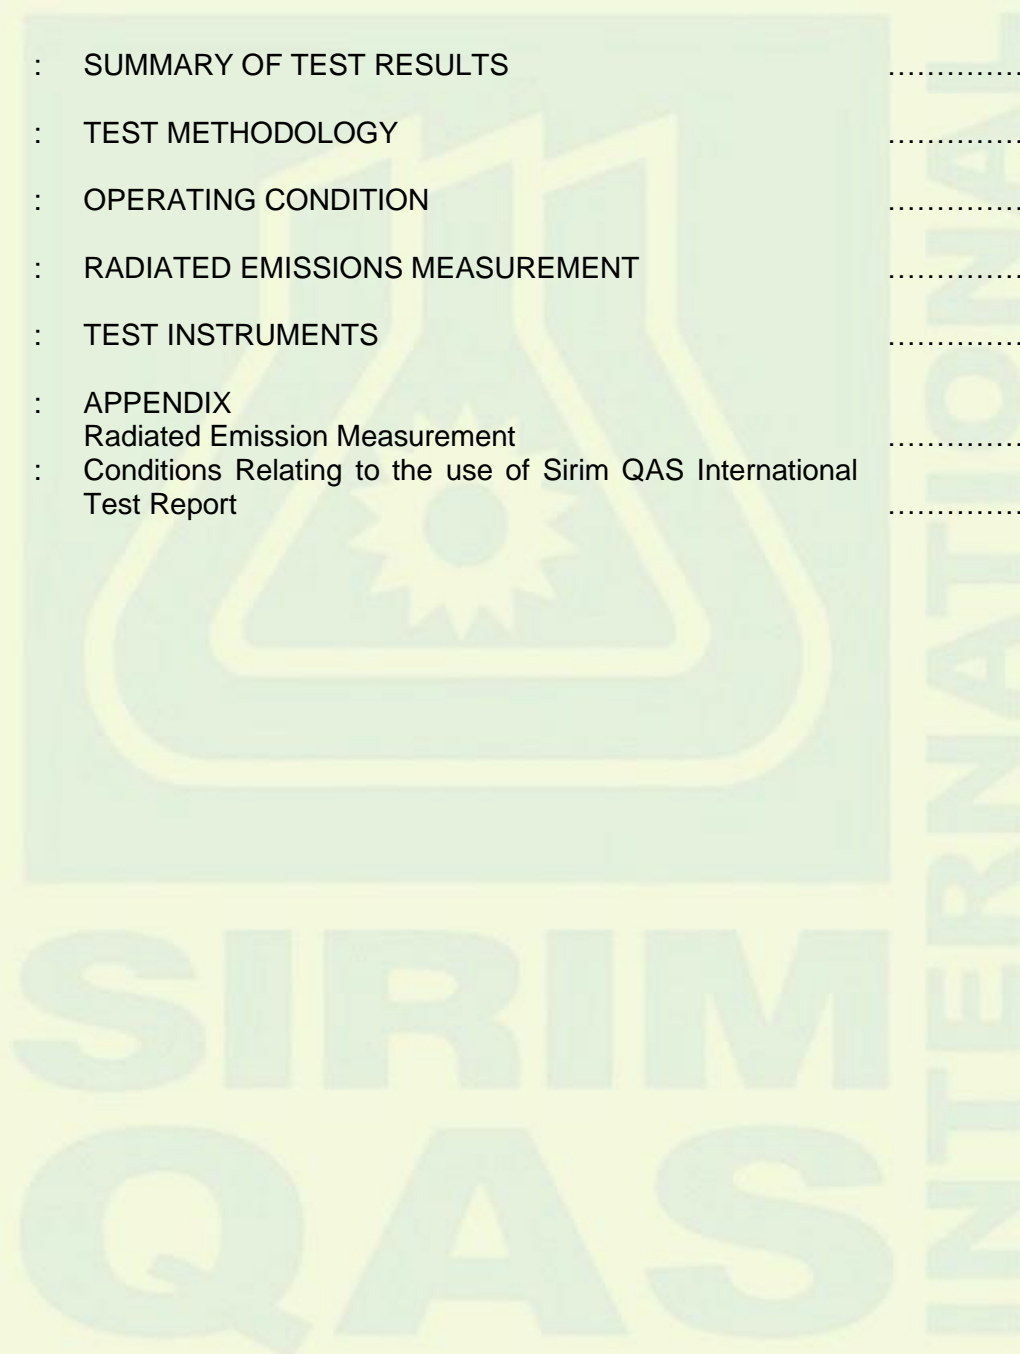 : SUMMARY OF TEST RESULTS ……………
: TEST METHODOLOGY ……………
: OPERATING CONDITION ……………
: RADIATED EMISSIONS MEASUREMENT ……………
: TEST INSTRUMENTS ……………
: APPENDIX
Radiated Emission Measurement ……………
: Conditions Relating to the use of Sirim QAS International
Test Report ……………
SIRIM
QAS
INTERNATIONAL